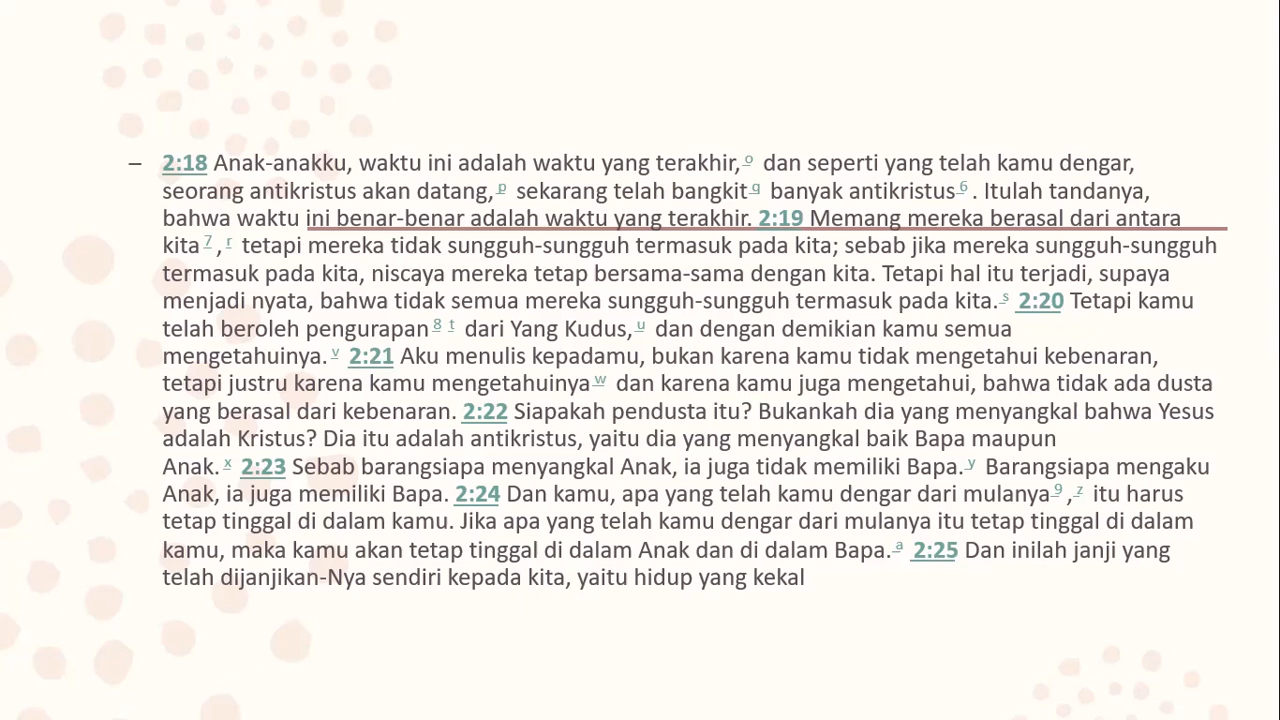 – 2:18 Anak-anakku, waktu ini adalah waktu yang terakhir,o dan seperti yang telah kamu dengar,
seorang antikristus akan datang,p sekarang telah bangkitq banyak antikristus6. Itulah tandanya,
bahwa waktu ini benar-benar adalah waktu yang terakhir. 2:19 Memang mereka berasal dari antara
kita7,r tetapi mereka tidak sungguh-sungguh termasuk pada kita; sebab jika mereka sungguh-sungguh
termasuk pada kita, niscaya mereka tetap bersama-sama dengan kita. Tetapi hal itu terjadi, supaya
menjadi nyata, bahwa tidak semua mereka sungguh-sungguh termasuk pada kita.s 2:20 Tetapi kamu
telah beroleh pengurapan8 t dari Yang Kudus,u dan dengan demikian kamu semua
mengetahuinya.v 2:21 Aku menulis kepadamu, bukan karena kamu tidak mengetahui kebenaran,
tetapi justru karena kamu mengetahuinyaw dan karena kamu juga mengetahui, bahwa tidak ada dusta
yang berasal dari kebenaran. 2:22 Siapakah pendusta itu? Bukankah dia yang menyangkal bahwa Yesus
adalah Kristus? Dia itu adalah antikristus, yaitu dia yang menyangkal baik Bapa maupun
Anak.x 2:23 Sebab barangsiapa menyangkal Anak, ia juga tidak memiliki Bapa.y Barangsiapa mengaku
Anak, ia juga memiliki Bapa. 2:24 Dan kamu, apa yang telah kamu dengar dari mulanya9,z itu harus
tetap tinggal di dalam kamu. Jika apa yang telah kamu dengar dari mulanya itu tetap tinggal di dalam
kamu, maka kamu akan tetap tinggal di dalam Anak dan di dalam Bapa.a 2:25 Dan inilah janji yang
telah dijanjikan-Nya sendiri kepada kita, yaitu hidup yang kekal